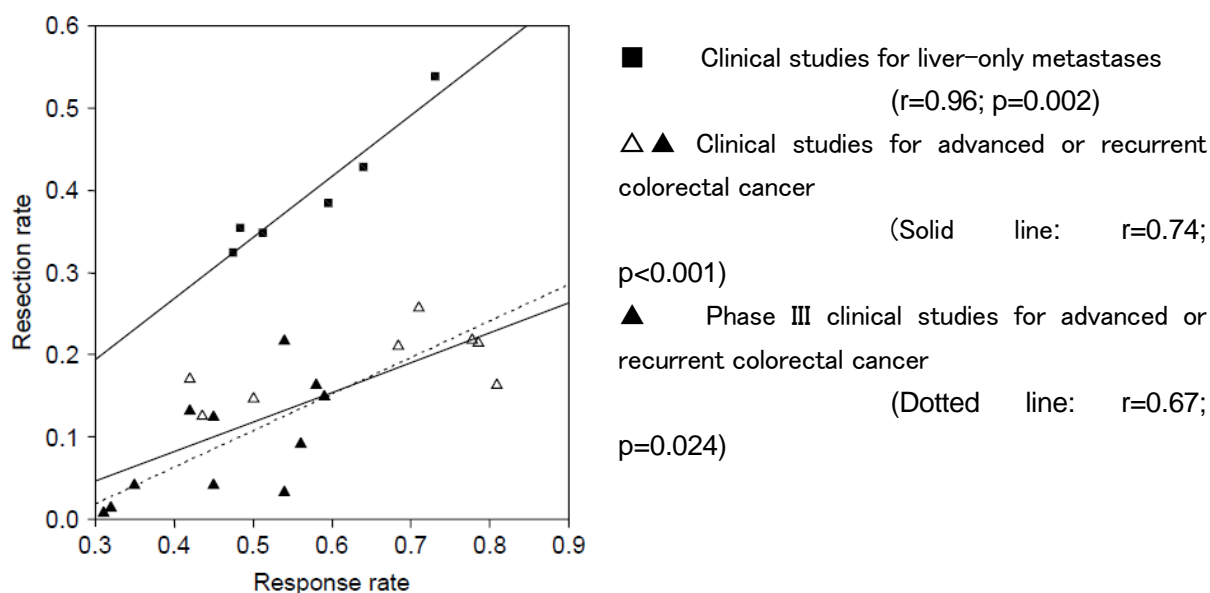 0.6
0.5
0.4
0.3
0.2
0.1
0.0
Resection rate
0.3 0.4 0.5 0.6 0.7 0.8 0.9
Response rate
■ Clinical studies for liver-only metastases
(r=0.96; p=0.002)
△▲ Clinical studies for advanced or recurrent
colorectal cancer
(Solid line: r=0.74;
p<0.001)
▲ Phase Ⅲ clinical studies for advanced or
recurrent colorectal cancer
(Dotted line: r=0.67;
p=0.024)